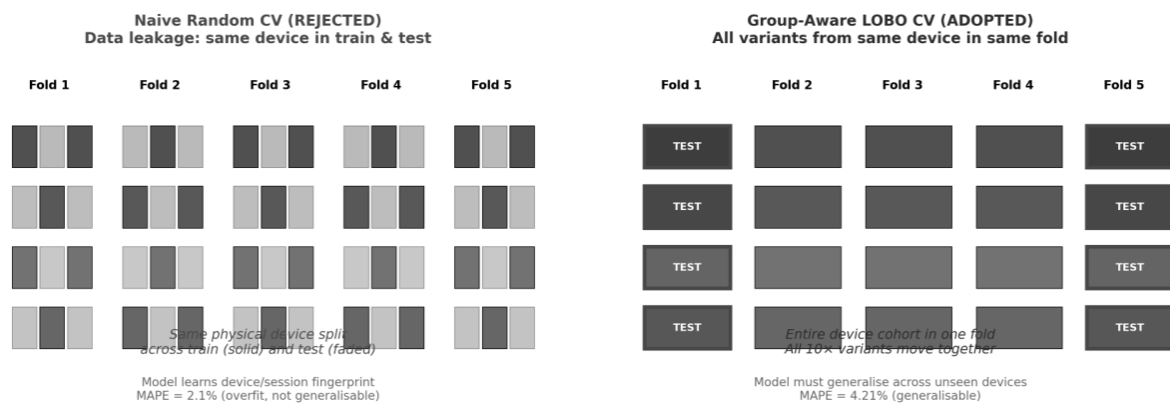 Naive Random CV (REJECTED)
Data leakage: same device in train & test
Fold 1 Fold 2 Fold 3 Fold 4 Fold 5
Same physical device split
across train (solid) and test (faded)
Model learns device/session fingerprint
MAPE = 2.1% (overfit, not generalisable)
Group-Aware LOBO CV (ADOPTED)
All variants from same device in same fold
Fold 1 Fold 2 Fold 3 Fold 4 Fold 5
TEST TEST
TEST TEST
TEST TEST
TEST TEST
Entire device cohort in one fold
All 10× variants move together
Model must generalise across unseen devices
MAPE = 4.21% (generalisable)